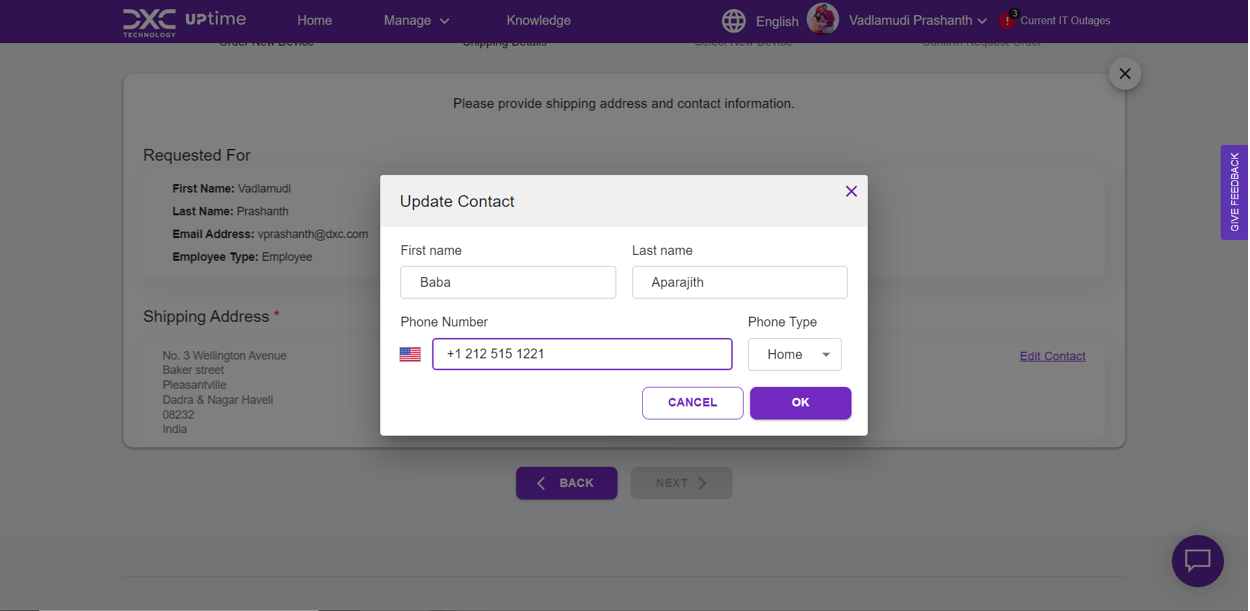 DXC TECHNOLOGY UPtime Home Manage Knowledge English Vadlamudi Prashanth 3 ! Current IT Outages
Order New Device Shipping Details Select New Device Confirm Request Order
Please provide shipping address and contact information.
GIVE FEEDBACK
Requested For
First Name: Vadlamudi
Last Name: Prashanth
Email Address: vprashanth@dxc.com
Employee Type: Employee
Update Contact
First name Last name
Baba Aparajith
Phone Number Phone Type
+1 212 515 1221 Home
CANCEL OK
Shipping Address *
No. 3 Wellington Avenue
Baker street
Pleasantville
Dadra & Nagar Haveli
08232
India
Edit Contact
BACK NEXT